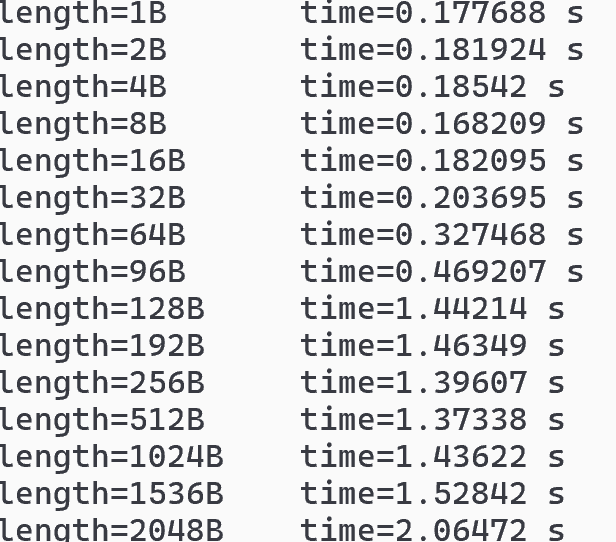 length=1B time=0.177688 s
length=2B time=0.181924 s
length=4B time=0.18542 s
length=8B time=0.168209 s
length=16B time=0.182095 s
length=32B time=0.203695 s
length=64B time=0.327468 s
length=96B time=0.469207 s
length=128B time=1.44214 s
length=192B time=1.46349 s
length=256B time=1.39607 s
length=512B time=1.37338 s
length=1024B time=1.43622 s
length=1536B time=1.52842 s
length=2048B time=2.06472 s